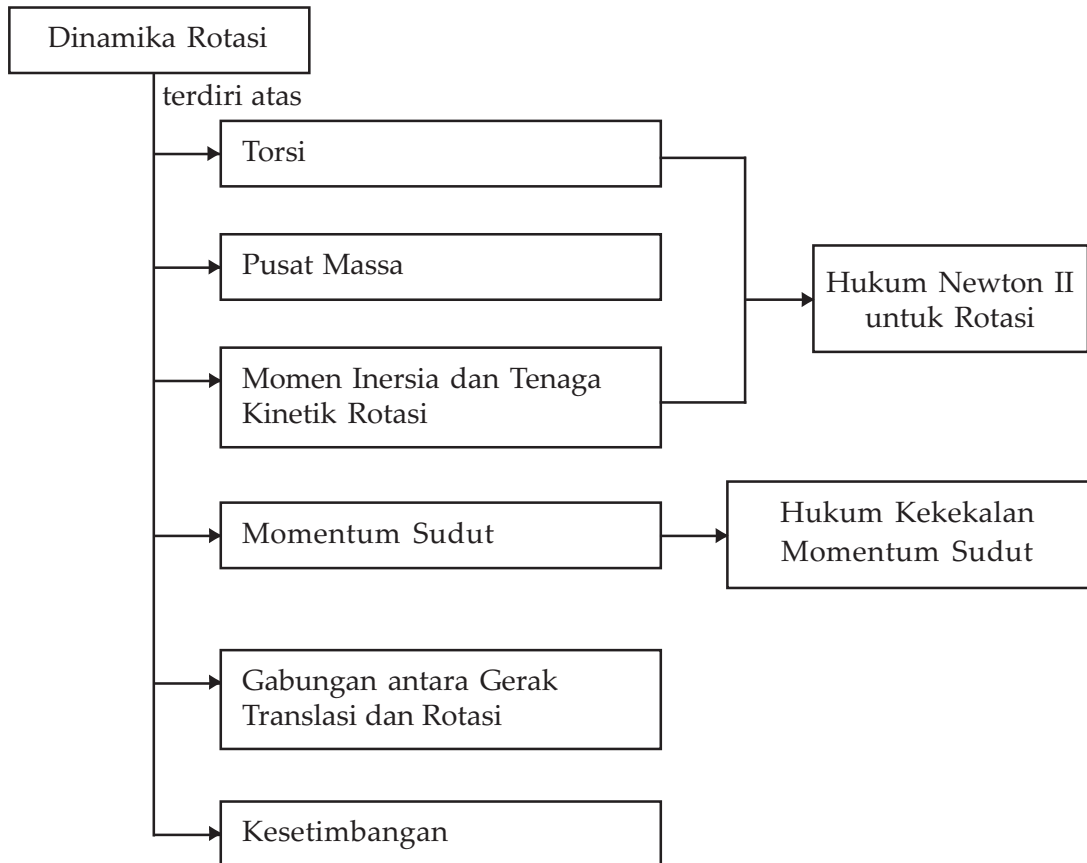 Dinamika Rotasi
terdiri atas
Torsi
Pusat Massa
Hukum Newton II
untuk Rotasi
Momen Inersia dan Tenaga
Kinetik Rotasi
Momentum Sudut
Hukum Kekekalan
Momentum Sudut
Gabungan antara Gerak
Translasi dan Rotasi
Kesetimbangan